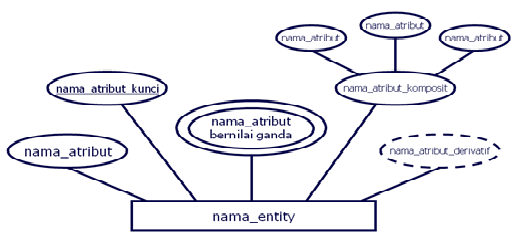 nama_atribut
nama_atribut
nama_atribut
nama_atribut_kunci
nama_atribut_komposit
nama_atribut
bernilai ganda
nama_atribut
nama_atribut_derivatif
nama_entity